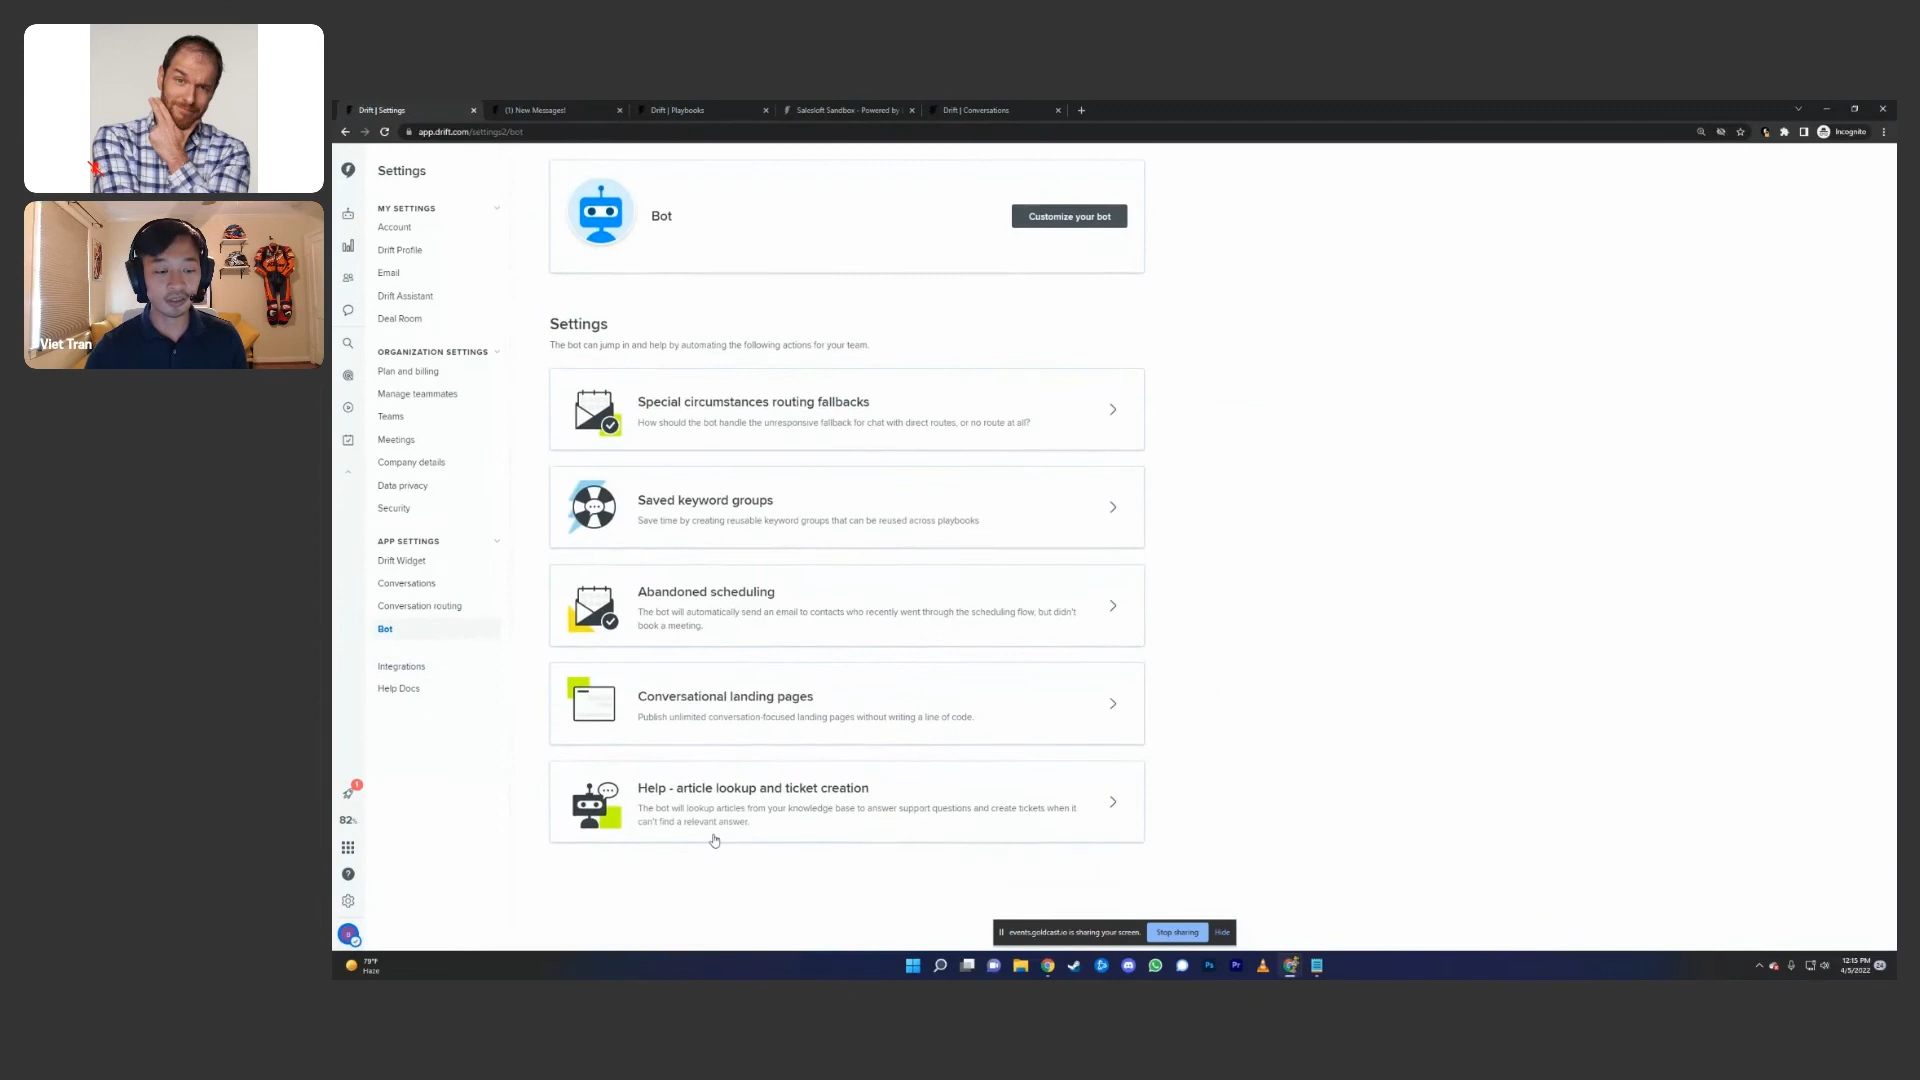 Viet Tran
Drift | Settings
(1) New Messages!
Drift | Playbooks
Salesloft Sandbox - Powered by
Drift | Conversations
app.drift.com/settings2/bot
Incognito
Settings
MY SETTINGS
Account
Drift Profile
Email
Drift Assistant
Deal Room
ORGANIZATION SETTINGS
Plan and billing
Manage teammates
Teams
Meetings
Company details
Data privacy
Security
APP SETTINGS
Drift Widget
Conversations
Conversation routing
Bot
Integrations
Help Docs
1
82%
Bot
Customize your bot
Settings
The bot can jump in and help by automating the following actions for your team.
Special circumstances routing fallbacks
How should the bot handle the unresponsive fallback for chat with direct routes, or no route at all?
Saved keyword groups
Save time by creating reusable keyword groups that can be reused across playbooks
Abandoned scheduling
The bot will automatically send an email to contacts who recently went through the scheduling flow, but didn't
book a meeting.
Conversational landing pages
Publish unlimited conversation-focused landing pages without writing a line of code.
Help - article lookup and ticket creation
The bot will lookup articles from your knowledge base to answer support questions and create tickets when it
can't find a relevant answer.
events.goldcast.io is sharing your screen.
Stop sharing
Hide
79°F
Haze
Ps
Pr
12:15 PM
4/5/2022